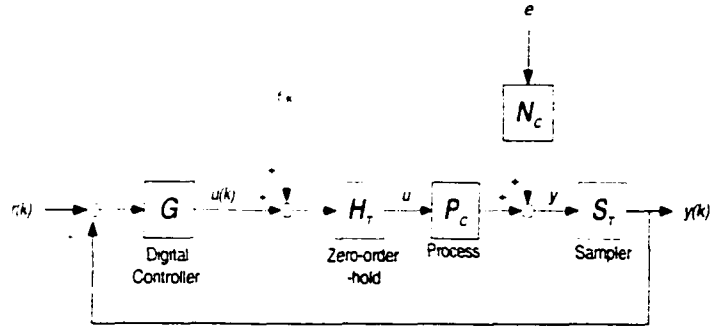 e
N_c
r(k)
G
u(k)
H_T
u
P_c
y
S_T
y(k)
Digital
Controller
Zero-order
-hold
Process
Sampler